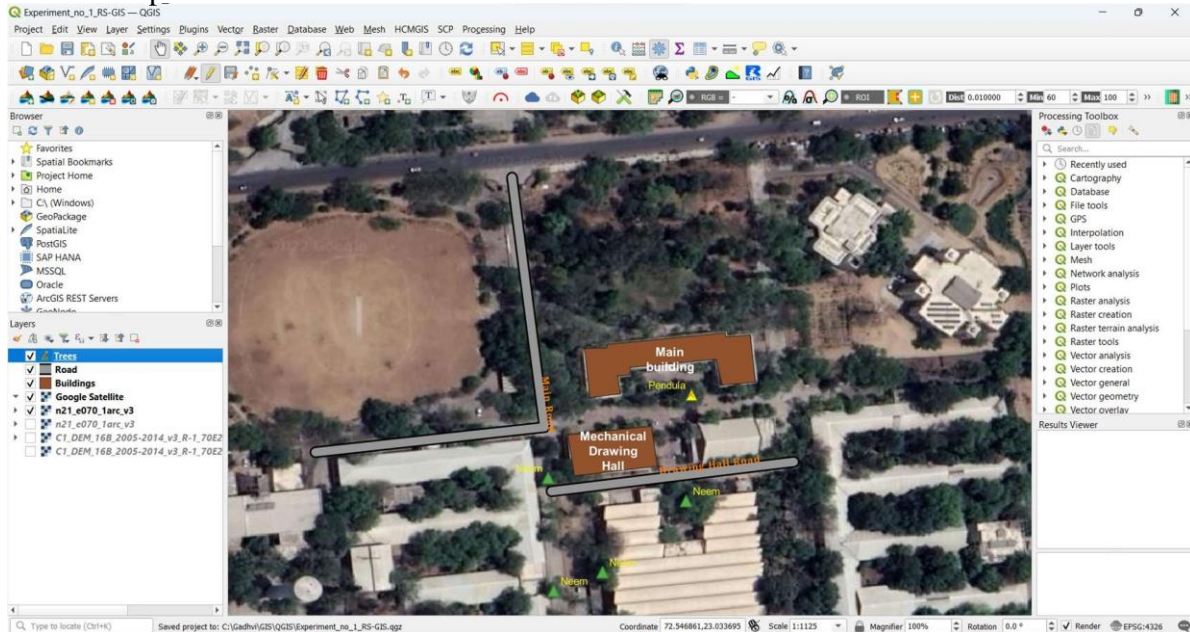 Experiment_no_1_RS-GIS — QGIS
Project Edit View Layer Settings Plugins Vector Raster Database Web Mesh HCMGIS SCP Processing Help
RGB = -
ROI
Dist 0.010000
Min 60
Max 100
Browser
Favorites
Spatial Bookmarks
Project Home
Home
C:\ (Windows)
GeoPackage
SpatiaLite
PostGIS
SAP HANA
MSSQL
Oracle
ArcGIS REST Servers
GeoNode
Layers
Trees
Road
Buildings
Google Satellite
n21_e070_1arc_v3
n21_e070_1arc_v3
C1_DEM_16B_2005-2014_v3_R-1_70E2
C1_DEM_16B_2005-2014_v3_R-1_70E2
Main
building
Pendula
Main Road
Mechanical
Drawing
Hall
Drawing Hall Road
Neem
Neem
Neem
Neem
Processing Toolbox
Search...
Recently used
Cartography
Database
File tools
GPS
Interpolation
Layer tools
Mesh
Network analysis
Plots
Raster analysis
Raster creation
Raster terrain analysis
Raster tools
Vector analysis
Vector creation
Vector general
Vector geometry
Vector overlay
Results Viewer
Type to locate (Ctrl+K)
Saved project to: C:\Gadhvi\GIS\QGIS\Experiment_no_1_RS-GIS.qgz
Coordinate 72.546861,23.033695
Scale 1:1125
Magnifier 100%
Rotation 0.0 °
Render
EPSG:4326